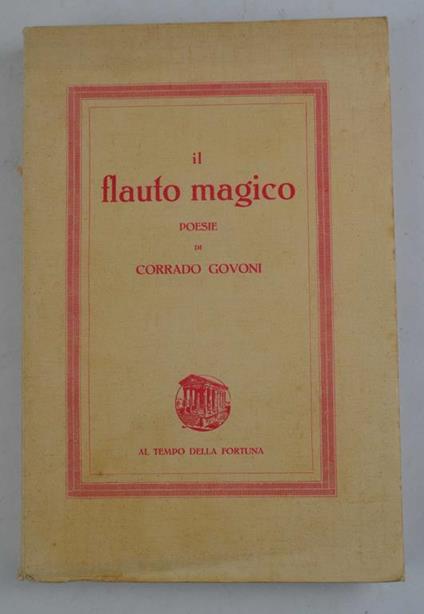 il
flauto magico
POESIE
DI
CORRADO GOVONI
AL TEMPO DELLA FORTUNA